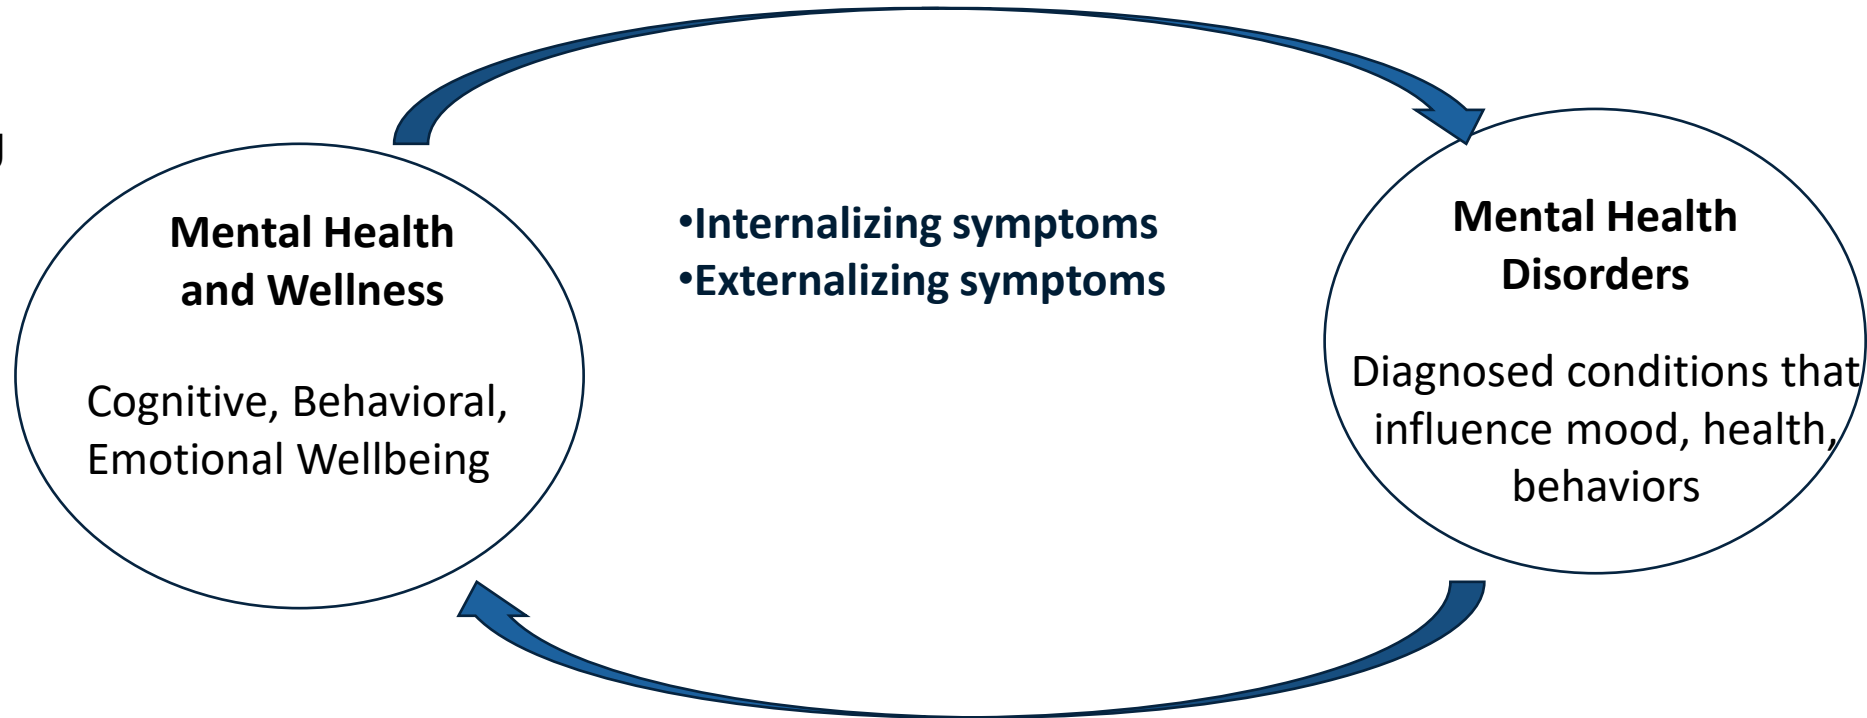 Mental Health
and Wellness
Cognitive, Behavioral,
Emotional Wellbeing
•Internalizing symptoms
•Externalizing symptoms
Mental Health
Disorders
Diagnosed conditions that
influence mood, health,
behaviors